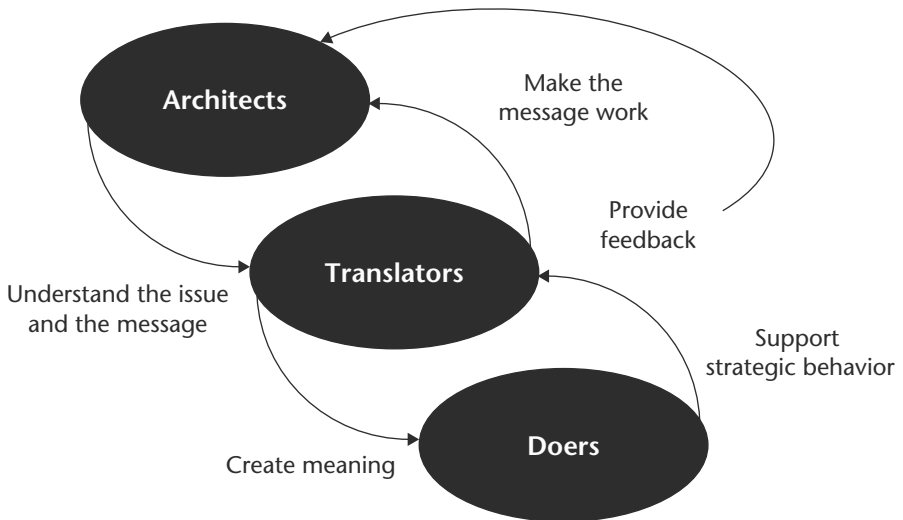 Architects
Make the
message work
Provide
feedback
Translators
Understand the issue
and the message
Support
strategic behavior
Doers
Create meaning